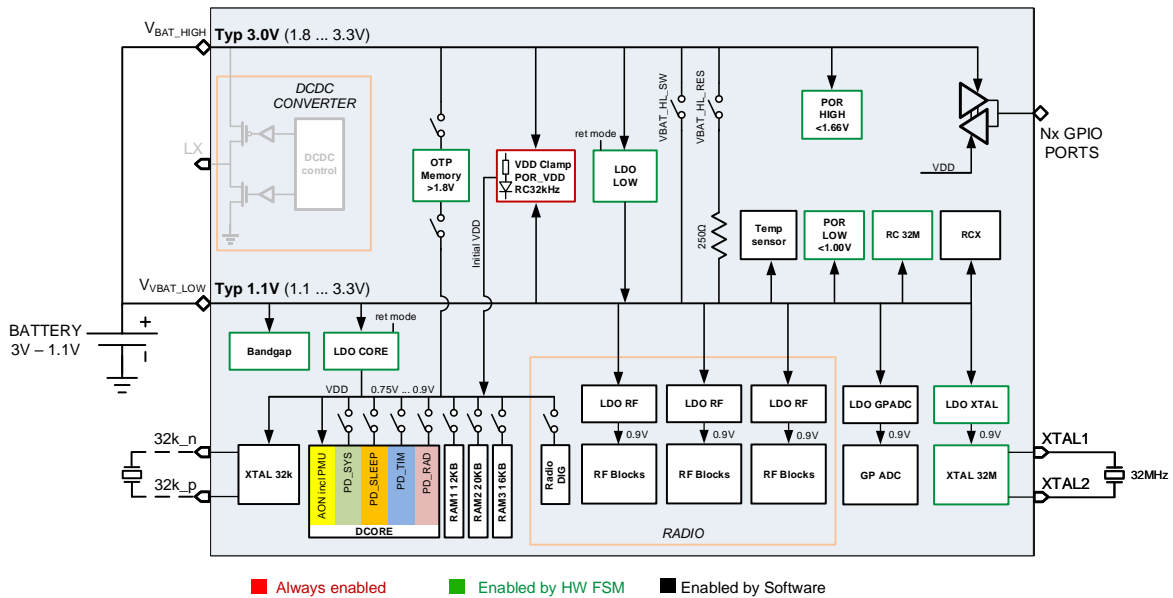 VBAT_HIGH
Typ 3.0V (1.8 ... 3.3V)
DCDC
CONVERTER
DCDC
control
LX
OTP
Memory
>1.8V
VDD Clamp
POR_VDD
RC32kHz
ret mode
LDO
LOW
VBAT_HL_SW
VBAT_HL_RES
POR
HIGH
<1.66V
VDD
Nx GPIO
PORTS
Initial VDD
250Ω
Temp
sensor
POR
LOW
<1.00V
RC 32M
RCX
VVBAT_LOW
Typ 1.1V (1.1 ... 3.3V)
BATTERY
3V – 1.1V
+
Bandgap
ret mode
LDO CORE
VDD
0.75V ... 0.9V
LDO RF
LDO RF
LDO RF
LDO GPADC
LDO XTAL
0.9V
0.9V
0.9V
0.9V
0.9V
32k_n
32k_p
XTAL 32k
AON incl PMU
PD_SYS
PD_SLEEP
PD_TIM
PD_RAD
DCORE
RAM1 12KB
RAM2 20KB
RAM3 16KB
Radio
DIG
RF Blocks
RF Blocks
RF Blocks
RADIO
GP ADC
XTAL 32M
XTAL1
XTAL2
32MHz
Always enabled
Enabled by HW FSM
Enabled by Software